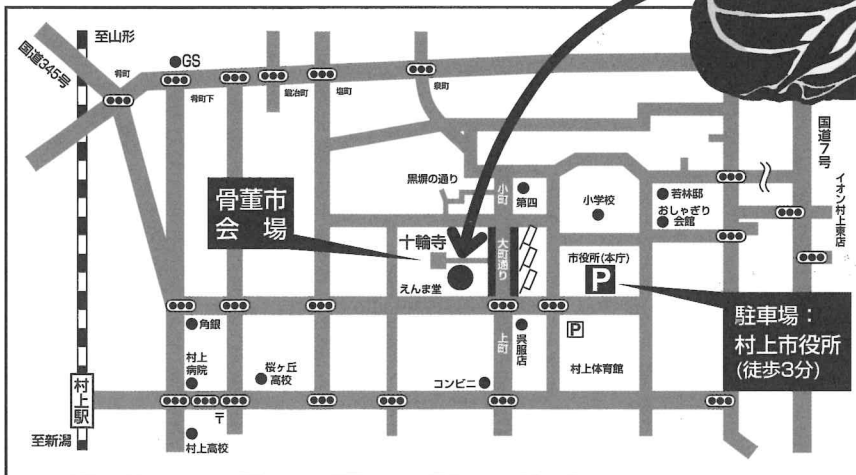 至山形
国道345号
肴町
GS
肴町下
鍛冶町
塩町
泉町
国道7号
イオン村上東店
黒塀の通り
小町
第四
小学校
若林邸
おしゃぎり
会館
骨董市
会 場
十輪寺
えんま堂
大町通り
市役所(本庁)
P
駐車場：
村上市役所
(徒歩3分)
角銀
村上
病院
桜ヶ丘
高校
上町
呉服店
コンビニ
P
村上体育館
村上駅
〒
至新潟
村上高校